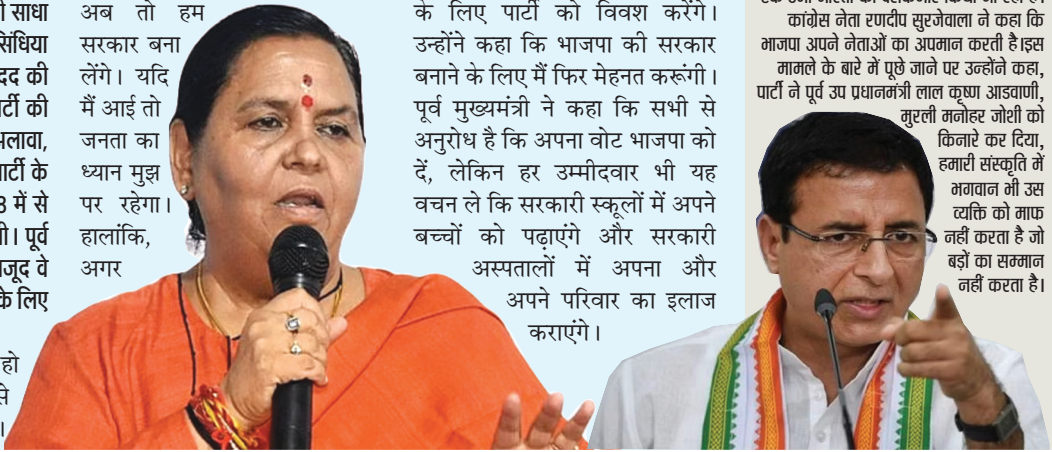 साधा
सिंधिया
की
की
पार्टी के
में से
पूर्व
वे
के लिए
हो
से
।
अब तो हम
सरकार बना
लेंगे। यदि
मैं आई तो
जनता का
ध्यान मुझ
पर रहेगा।
हालांकि,
अगर
के लिए पार्टी को विवश करेंगे।
उन्होंने कहा कि भाजपा की सरकार
बनाने के लिए मैं फिर मेहनत करूंगी।
पूर्व मुख्यमंत्री ने कहा कि सभी से
अनुरोध है कि अपना वोट भाजपा को
दें, लेकिन हर उम्मीदवार भी यह
वचन ले कि सरकारी स्कूलों में अपने
बच्चों को पढ़ाएंगे और सरकारी
अस्पतालों में अपना और
अपने परिवार का इलाज
कराएंगे।
कांग्रेस नेता रणदीप सुरजेवाला ने कहा कि
भाजपा अपने नेताओं का अपमान करती है।इस
मामले के बारे में पूछे जाने पर उन्होंने कहा,
पार्टी ने पूर्व उप प्रधानमंत्री लाल कृष्ण आडवाणी,
मुरली मनोहर जोशी को
किनारे कर दिया,
हमारी संस्कृति में
भगवान भी उस
व्यक्ति को माफ
नहीं करता है जो
बड़ों का सम्मान
नहीं करता है।